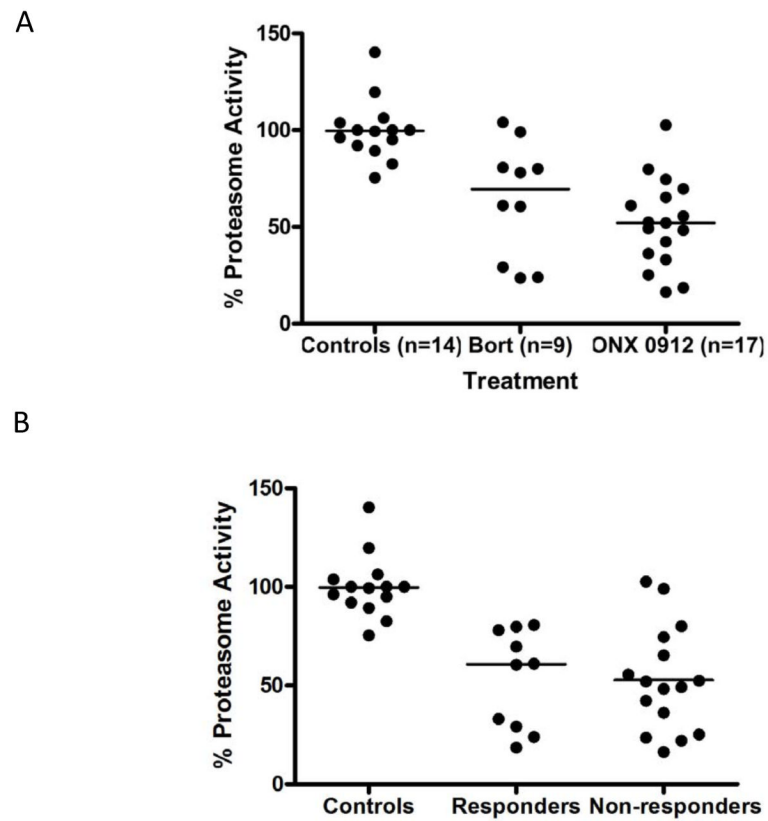 A
% Proteasome Activity
150
100
50
0
Controls (n=14) Bort (n=9) ONX 0912 (n=17)
Treatment
B
% Proteasome Activity
150
100
50
0
Controls Responders Non-responders